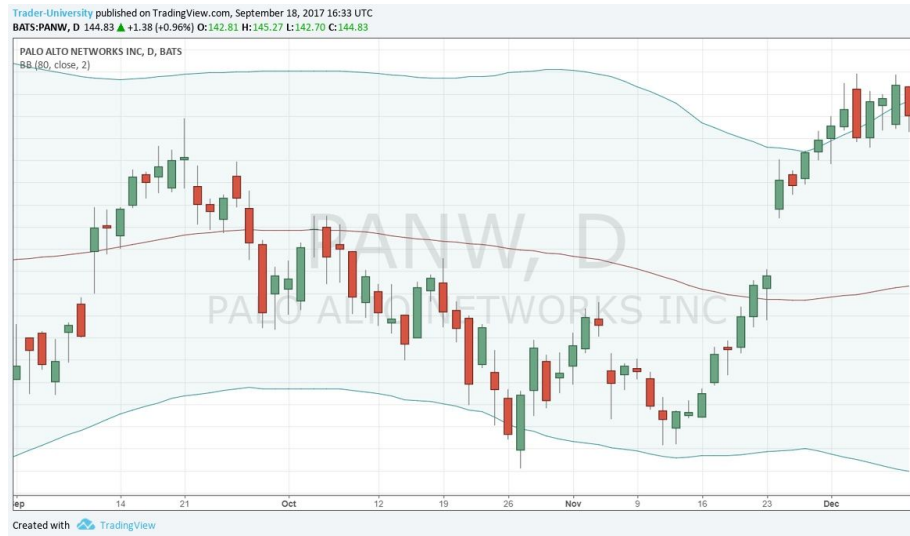 Trader-University published on TradingView.com, September 18, 2017 16:33 UTC
BATS:PANW, D 144.83 ▲ +1.38 (+0.96%) O:142.81 H:145.27 L:142.70 C:144.83
PALO ALTO NETWORKS INC, D, BATS
BB (80, close, 2)
PANW, D
PALO ALTO NETWORKS INC
ep 14 21 Oct 12 19 26 Nov 9 16 23 Dec
Created with TradingView